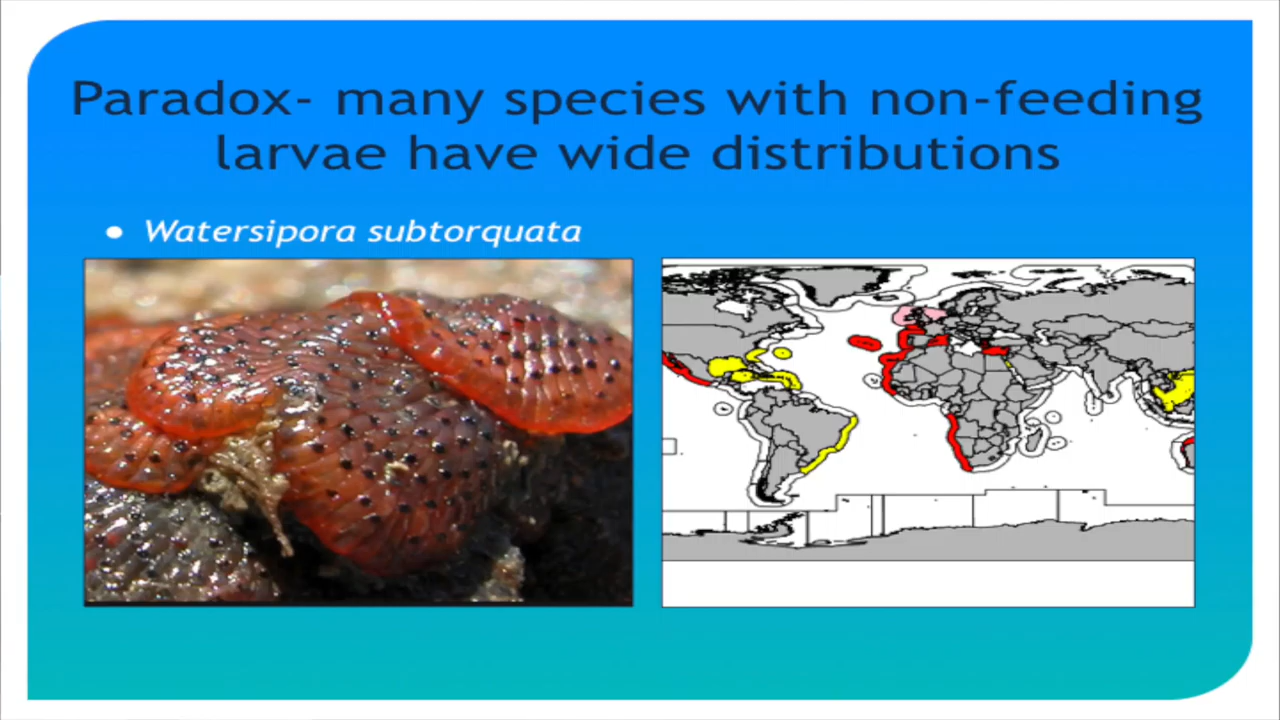 Paradox- many species with non-feeding
larvae have wide distributions
● Watersipora subtorquata